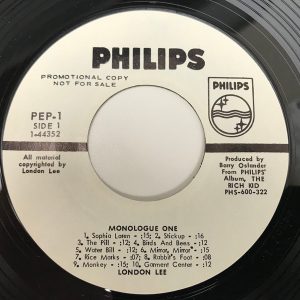 PHILIPS
PROMOTIONAL COPY
NOT FOR SALE
PHILIPS
PEP-1
SIDE 1
1-44352
All material
copyrighted by
London Lee
Produced by
Barry Oslander
From PHILIPS'
Album, THE
RICH KID
PHS-600-322
MONOLOGUE ONE
1. Sophia Loren - :15; 2. Stickup - :16
3. The Pill - :12; 4. Birds And Bees - :12
5. Water Bill - :12; 6. Mirror, Mirror - :15
7. Rice Marks - :07; 8. Rabbit's Foot - :08
9. Monkey - :15; 10. Garment Center - :12
LONDON LEE